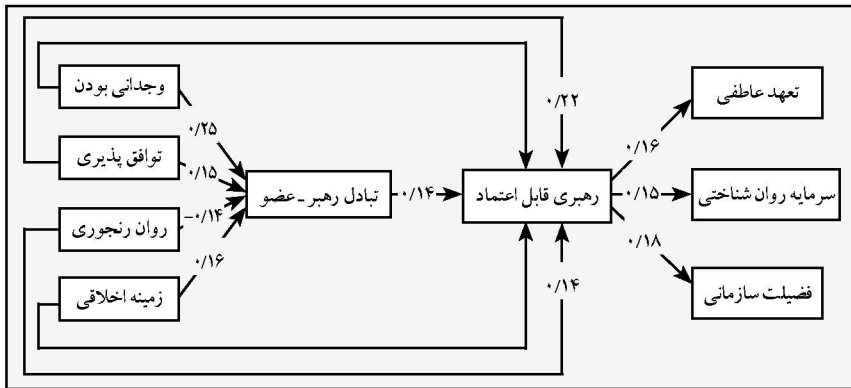 وجدانی بودن
توافق پذیری
روان رنجوری
زمینه اخلاقی
۰/۲۵
۰/۱۵
-۰/۱۴
۰/۱۶
تبادل رهبر - عضو
۰/۱۴
۰/۲۲
رهبری قابل اعتماد
۰/۱۴
۰/۱۶
۰/۱۵
۰/۱۸
تعهد عاطفی
سرمایه روان شناختی
فضیلت سازمانی